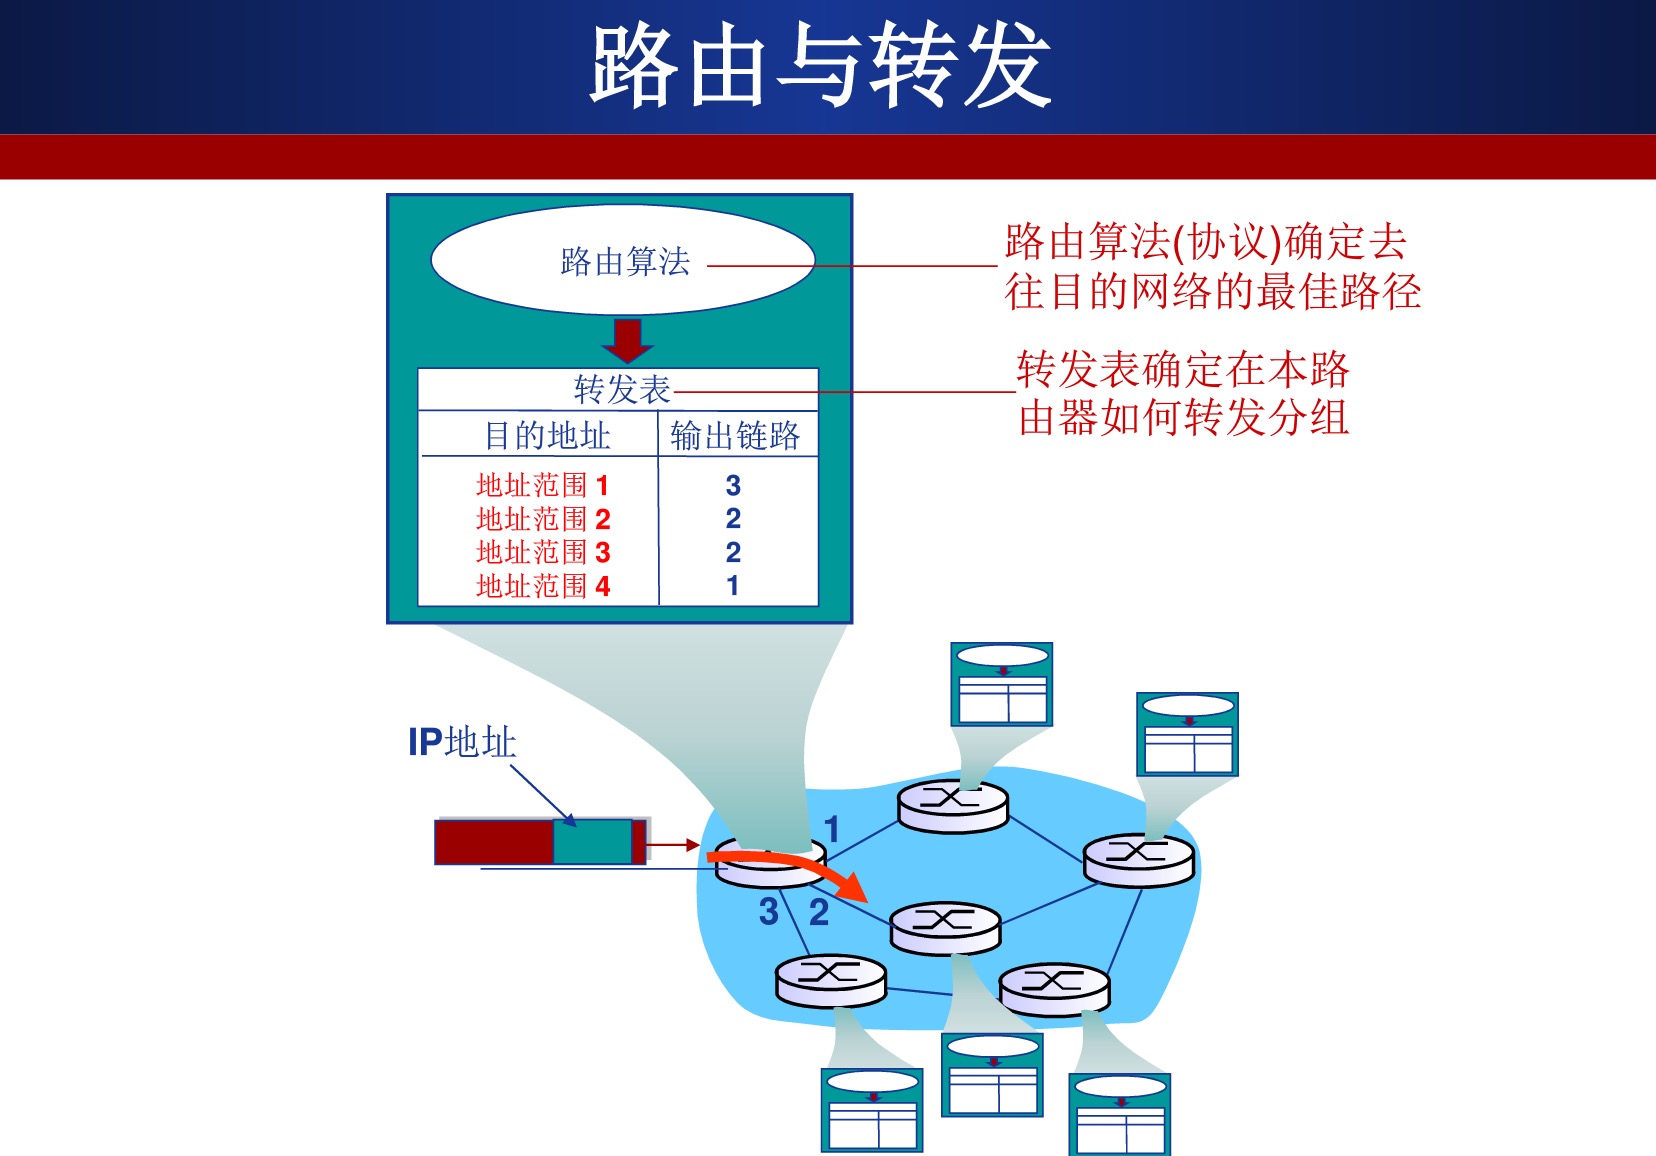 路由与转发
路由算法
路由算法(协议)确定去
往目的网络的最佳路径
转发表
转发表确定在本路
由器如何转发分组
目的地址 输出链路
地址范围 1 3
地址范围 2 2
地址范围 3 2
地址范围 4 1
IP地址
1
3 2